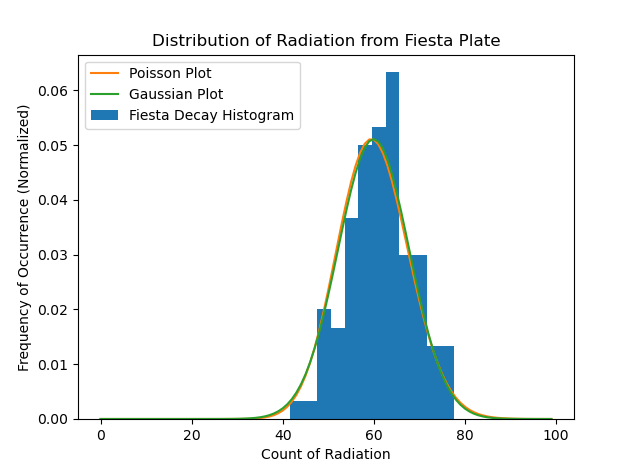 Distribution of Radiation from Fiesta Plate
Poisson Plot
Gaussian Plot
Fiesta Decay Histogram
Frequency of Occurrence (Normalized)
0.06
0.05
0.04
0.03
0.02
0.01
0.00
0 20 40 60 80 100
Count of Radiation